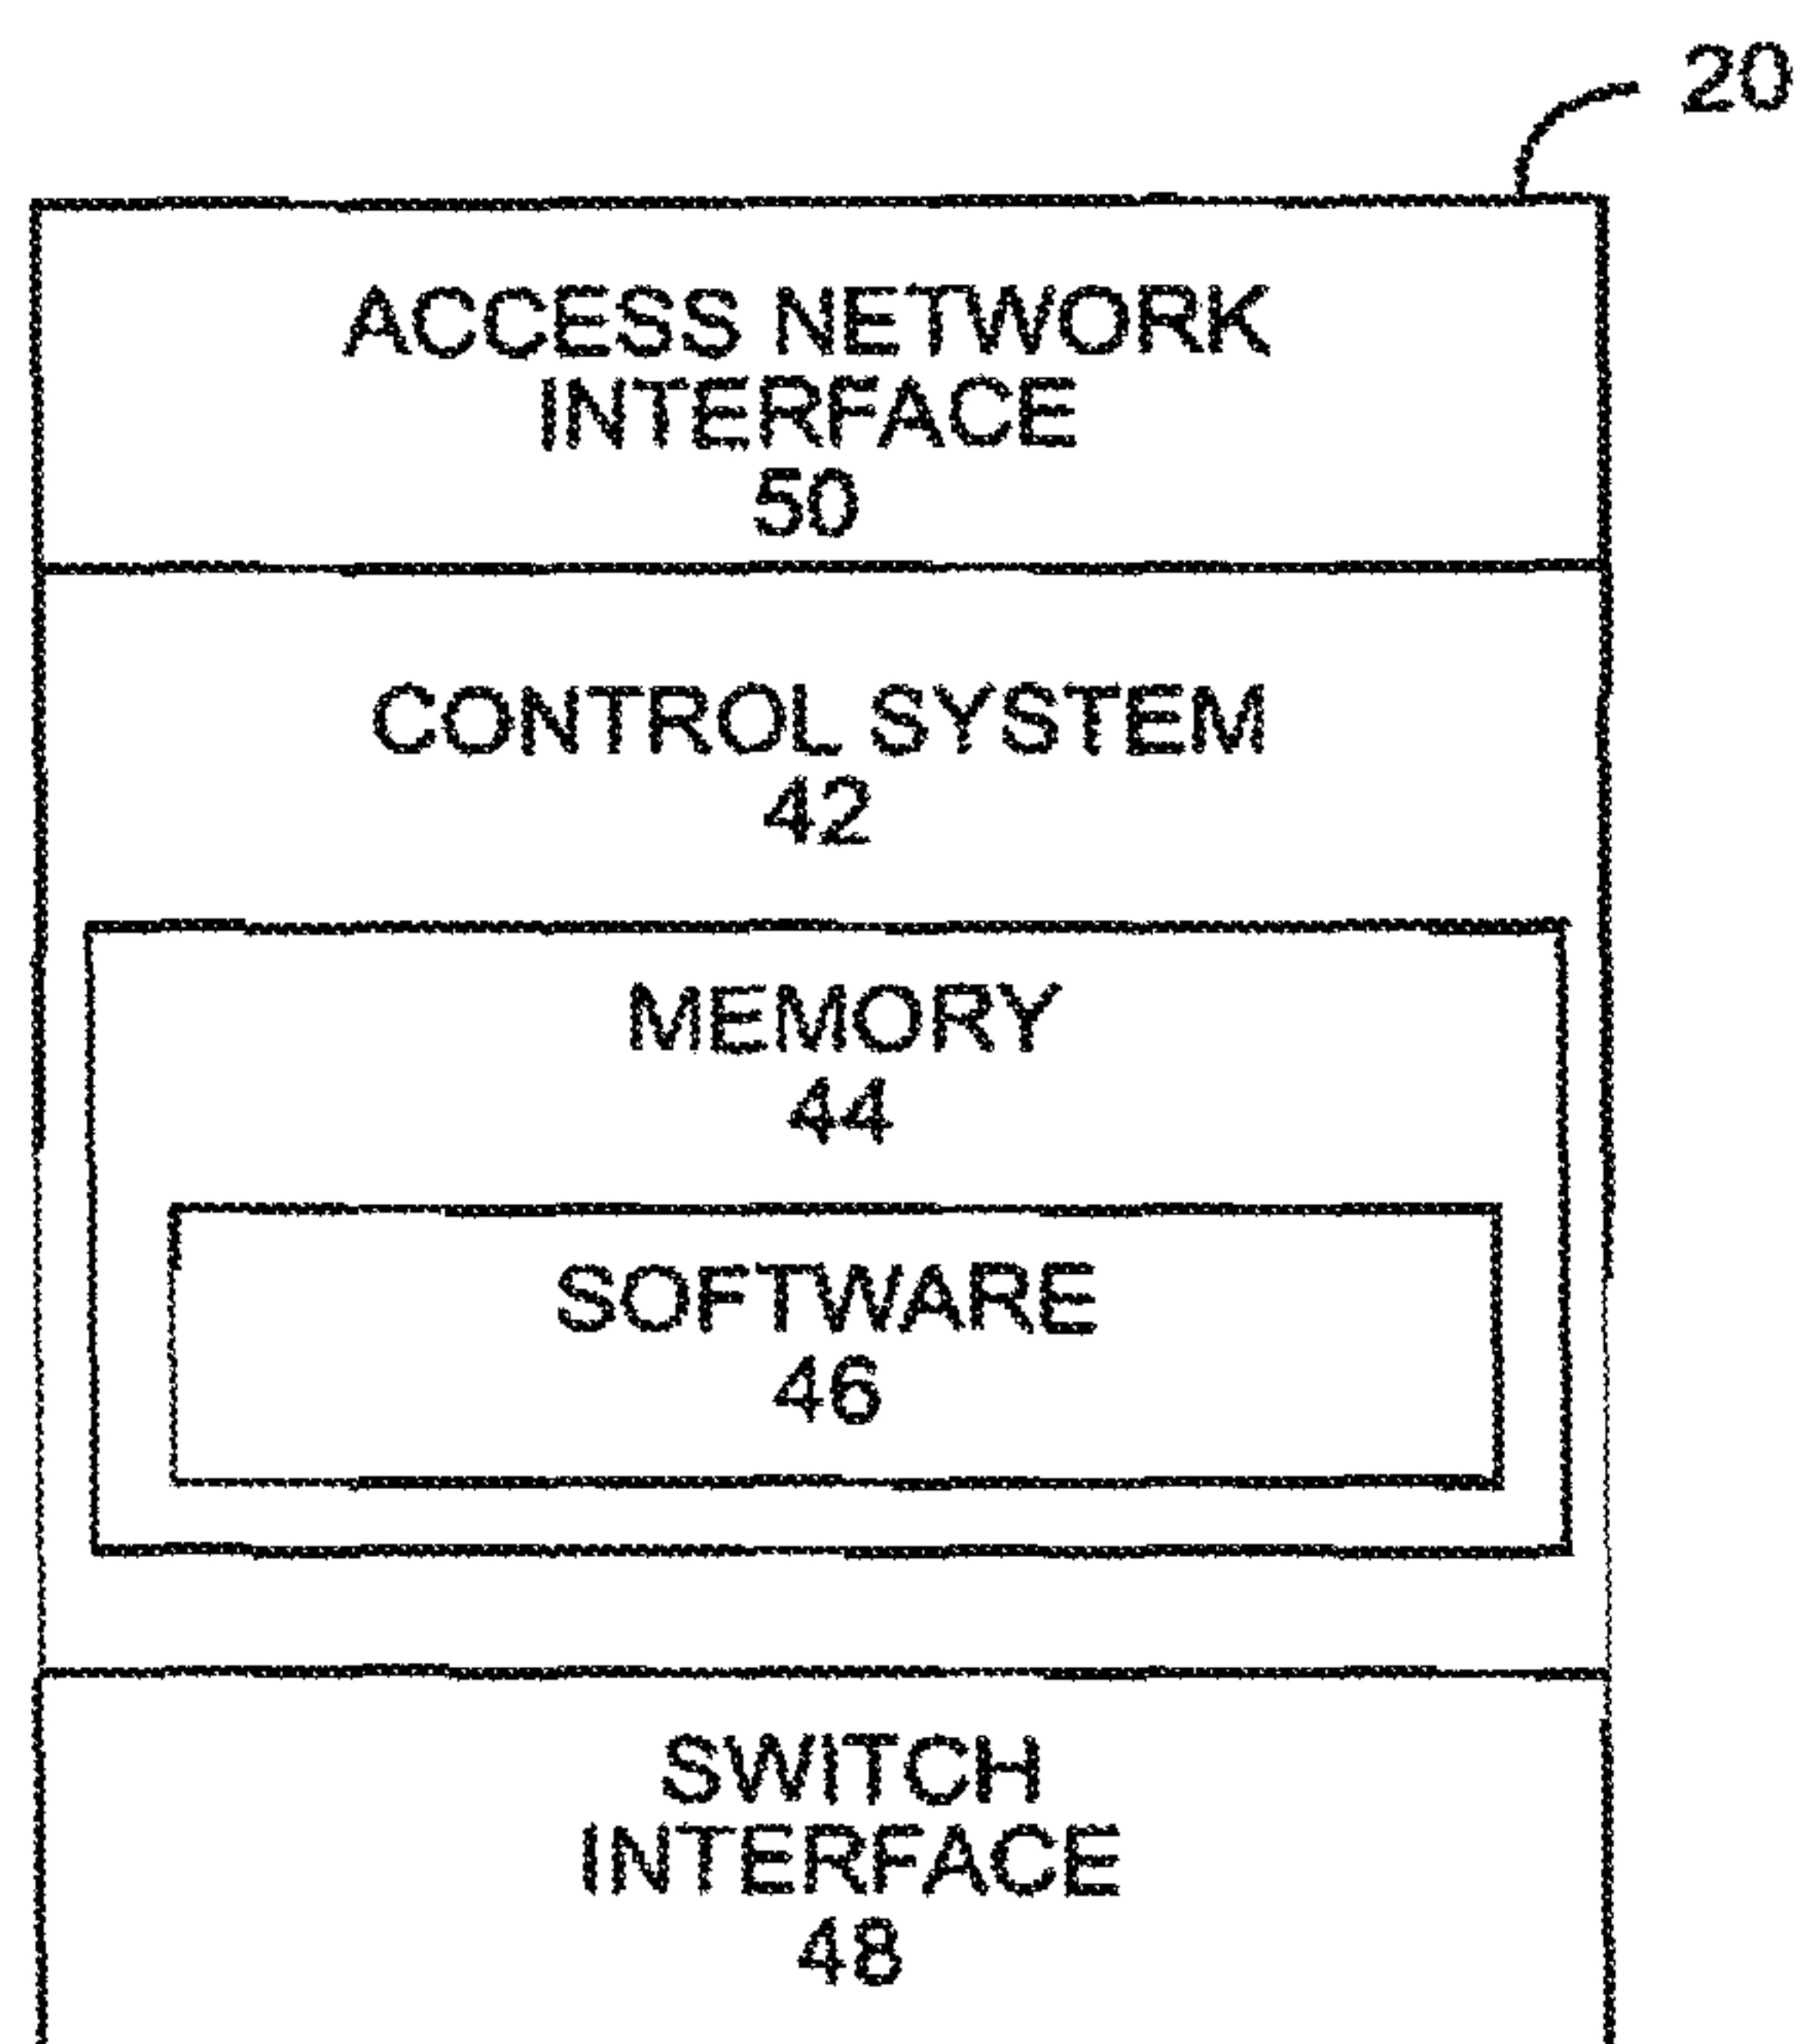 20
ACCESS NETWORK
INTERFACE
50
CONTROL SYSTEM
42
MEMORY
44
SOFTWARE
46
SWITCH
INTERFACE
48